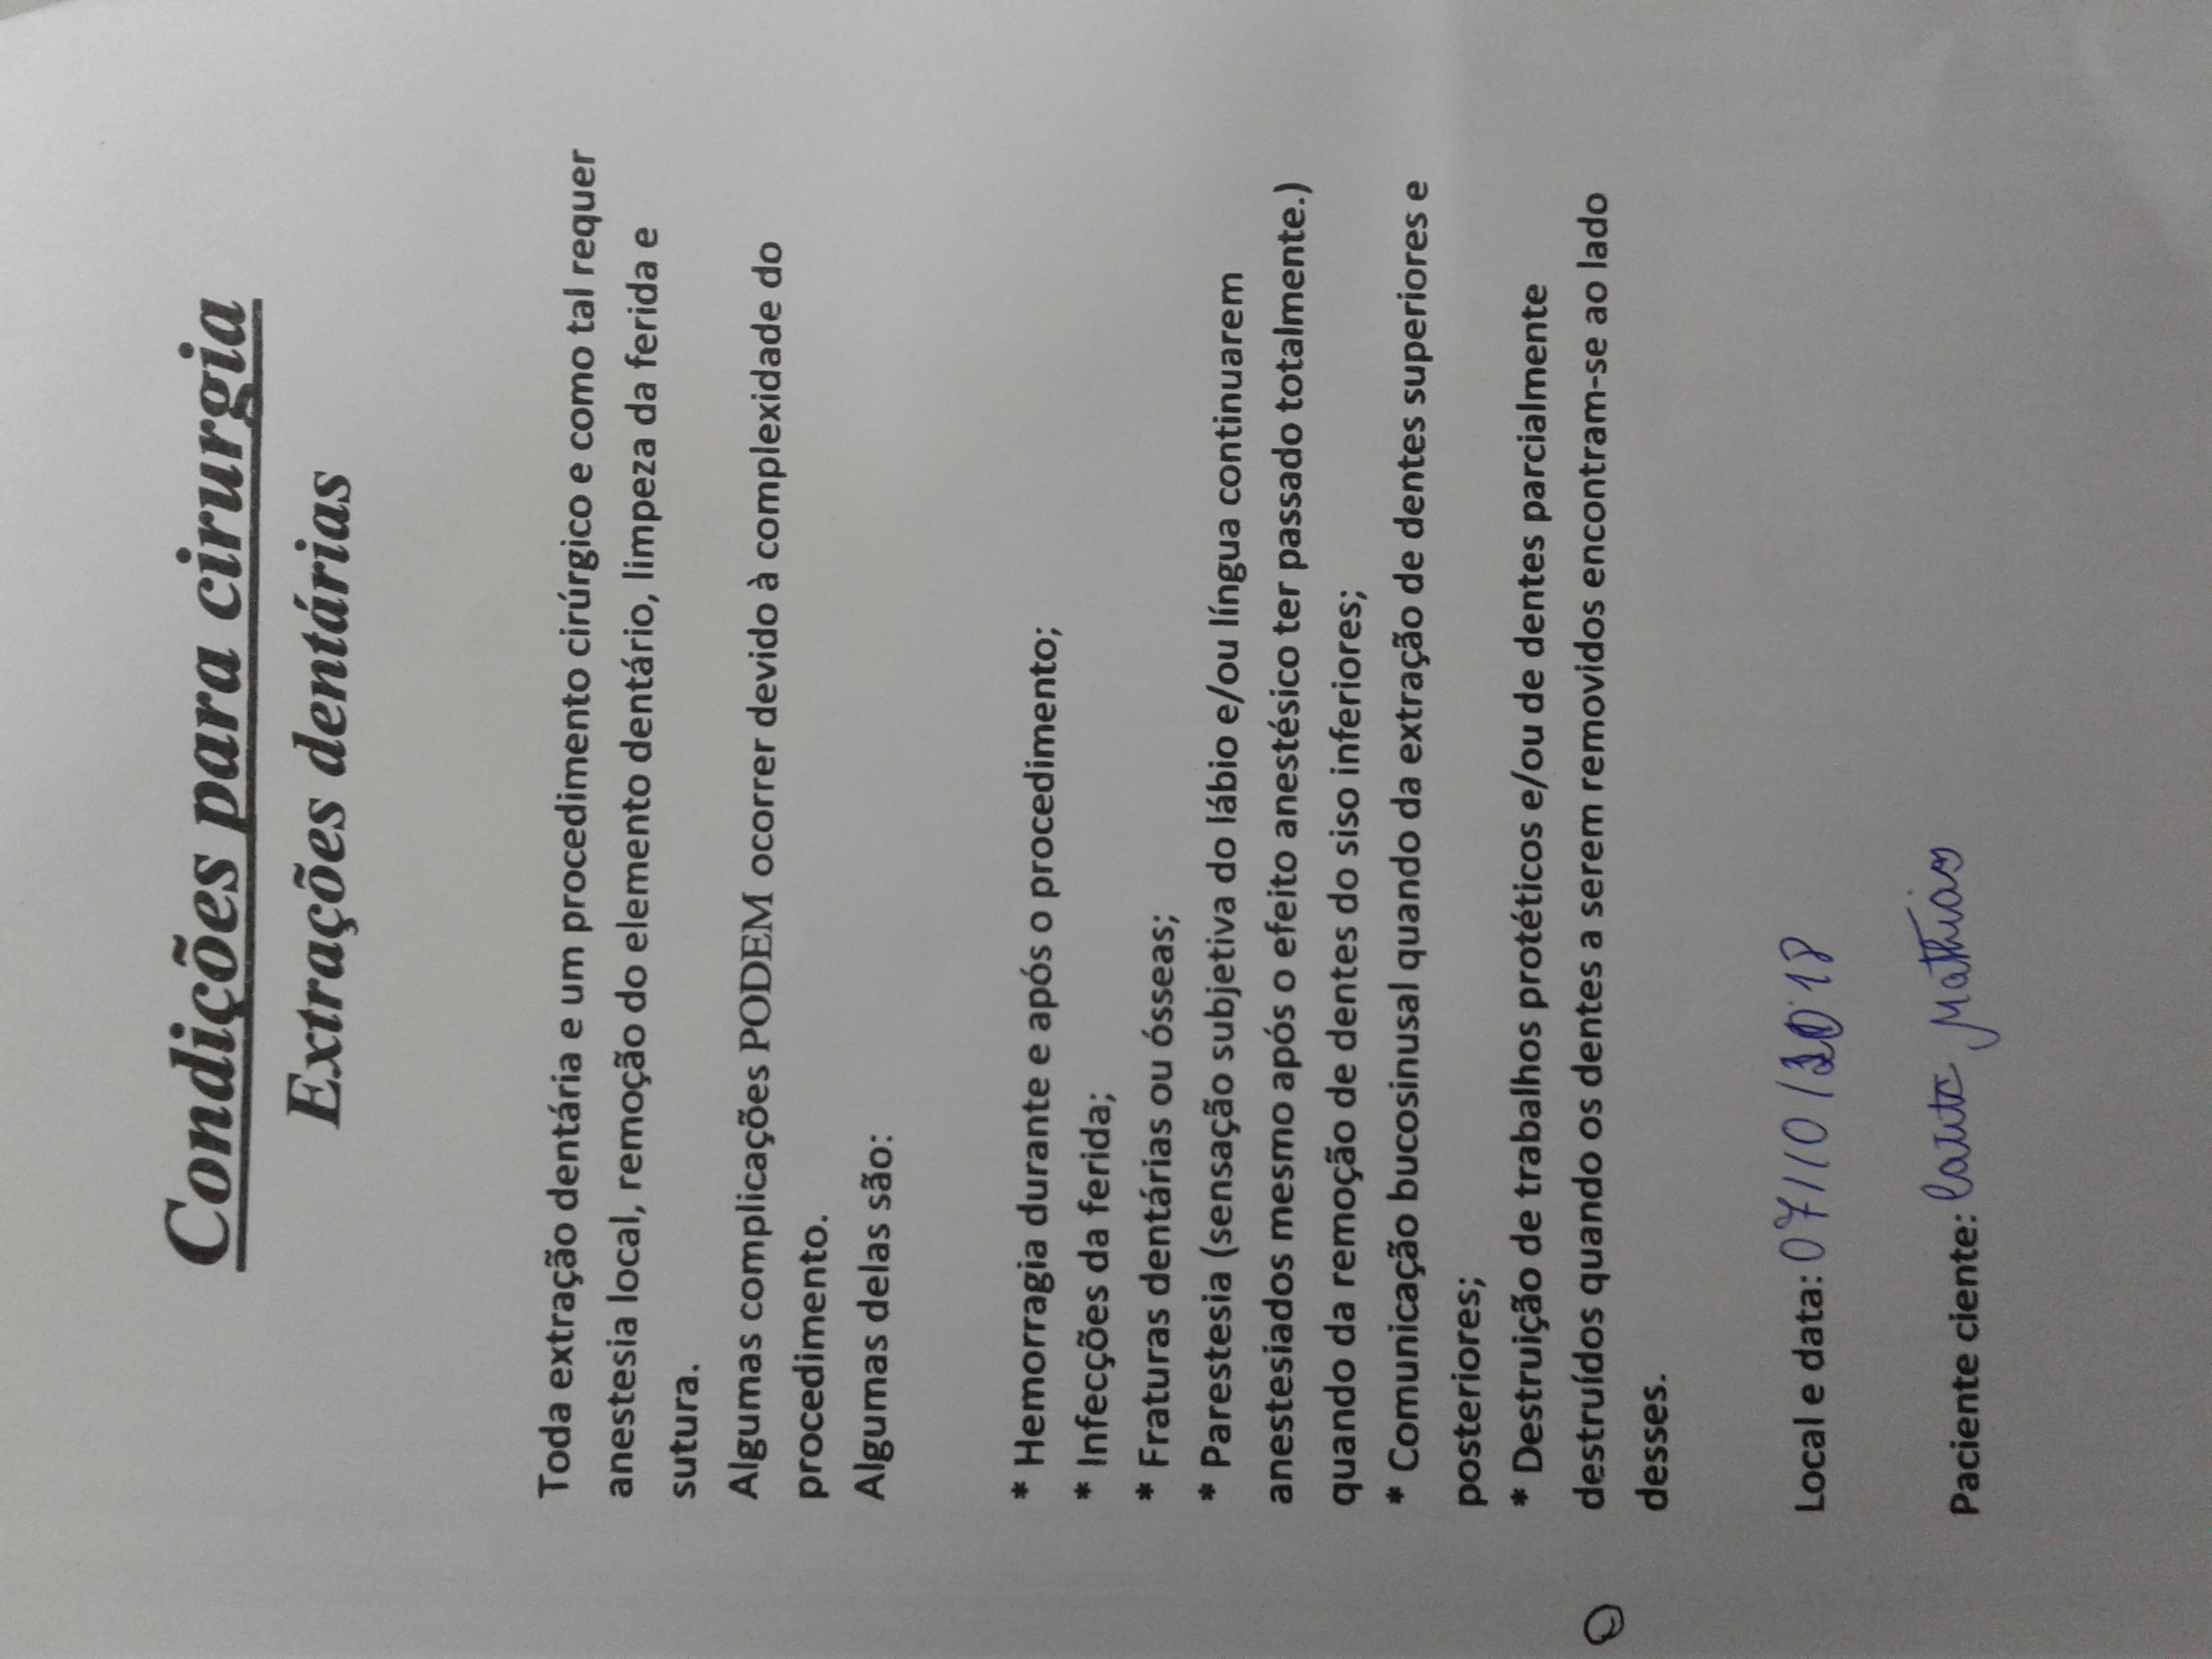 Condições para cirurgia
Extrações dentárias
Toda extração dentária e um procedimento cirúrgico e como tal requer
anestesia local, remoção do elemento dentário, limpeza da ferida e
sutura.
Algumas complicações PODEM ocorrer devido à complexidade do
procedimento.
Algumas delas são:
* Hemorragia durante e após o procedimento;
* Infecções da ferida;
* Fraturas dentárias ou ósseas;
* Parestesia (sensação subjetiva do lábio e/ou língua continuarem
anestesiados mesmo após o efeito anestésico ter passado totalmente.)
quando da remoção de dentes do siso inferiores;
* Comunicação bucosinusal quando da extração de dentes superiores e
posteriores;
* Destruição de trabalhos protéticos e/ou de dentes parcialmente
destruídos quando os dentes a serem removidos encontram-se ao lado
desses.
Local e data: 07/10/2018
Paciente ciente: Mathias